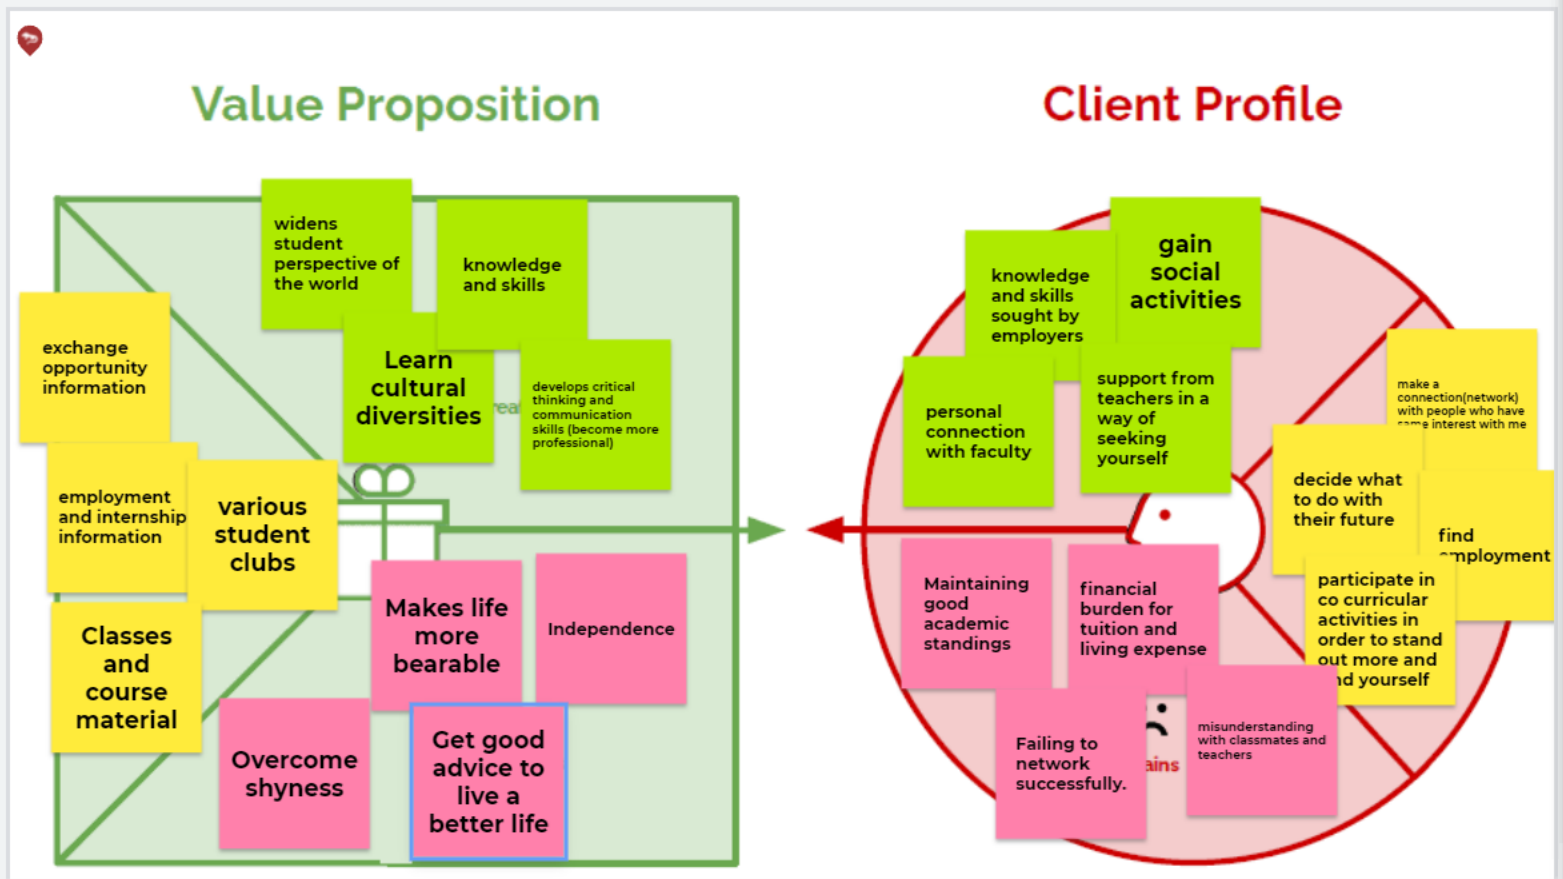 Value Proposition
Client Profile
widens
student
perspective of
the world
knowledge
and skills
Learn
cultural
diversities
develops critical
thinking and
communication
skills (become more
professional)
exchange
opportunity
information
employment
and internship
information
various
student
clubs
Classes
and
course
material
Makes life
more
bearable
Independence
Overcome
shyness
Get good
advice to
live a
better life
gain
social
activities
knowledge
and skills
sought by
employers
personal
connection
with faculty
support from
teachers in a
way of
seeking
yourself
make a
connection(network)
with people who have
same interest with me
decide what
to do with
their future
find
employment
participate in
co curricular
activities in
order to stand
out more and
yourself
Maintaining
good
academic
standings
financial
burden for
tuition and
living expense
Failing to
network
successfully.
misunderstanding
with classmates and
teachers